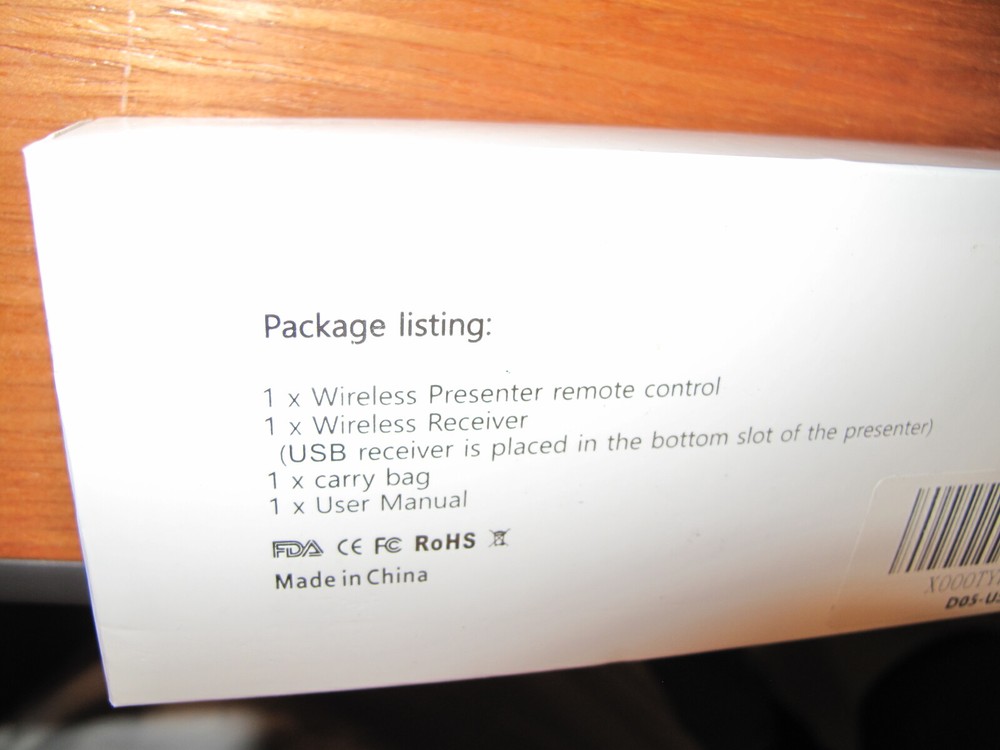 Package listing:
1 x Wireless Presenter remote control
1 x Wireless Receiver
(USB receiver is placed in the bottom slot of the presenter)
1 x carry bag
1 x User Manual
FDA CE FC RoHS
Made in China